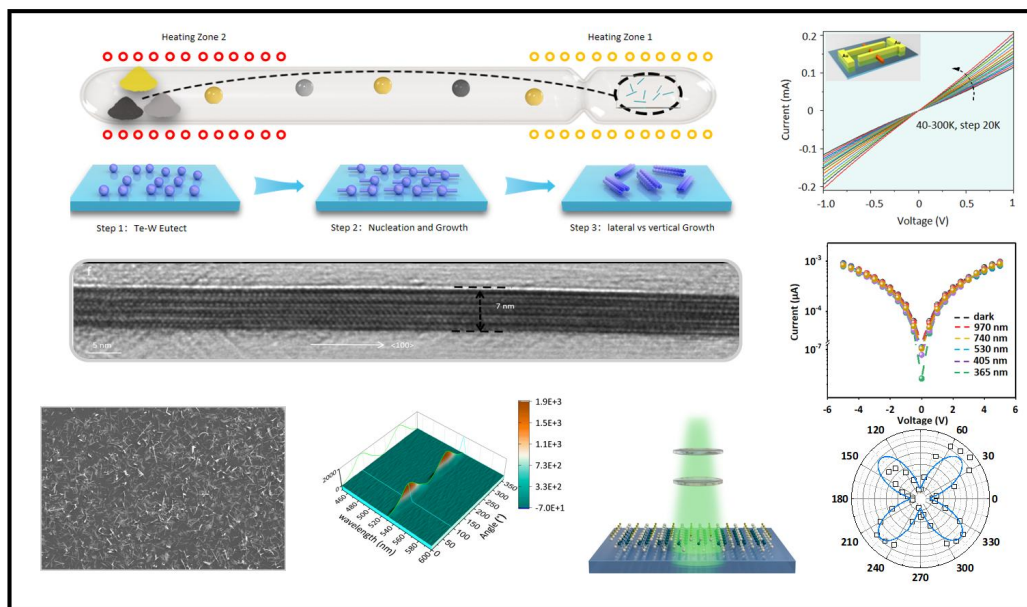 Heating Zone 2
Heating Zone 1
Step 1： Te-W Eutect
Step 2： Nucleation and Growth
Step 3： lateral vs vertical Growth
0.2
0.1
0
-0.1
-0.2
Current (mA)
40-300K, step 20K
-1.0
-0.5
0.0
0.5
1
Voltage (V)
7 nm
5 nm
<100>
10⁻³
10⁻⁴
10⁻⁷
Current (µA)
dark
970 nm
740 nm
530 nm
405 nm
365 nm
-6
-4
-2
0
2
4
6
Voltage (V)
2000
0
460
480
500
520
540
560
580
600
wavelength (nm)
0
50
100
150
200
250
300
350
Angle (°)
1.9E+3
1.5E+3
1.1E+3
7.3E+2
3.3E+2
-7.0E+1
120
60
150
30
180
0
210
330
240
270
300